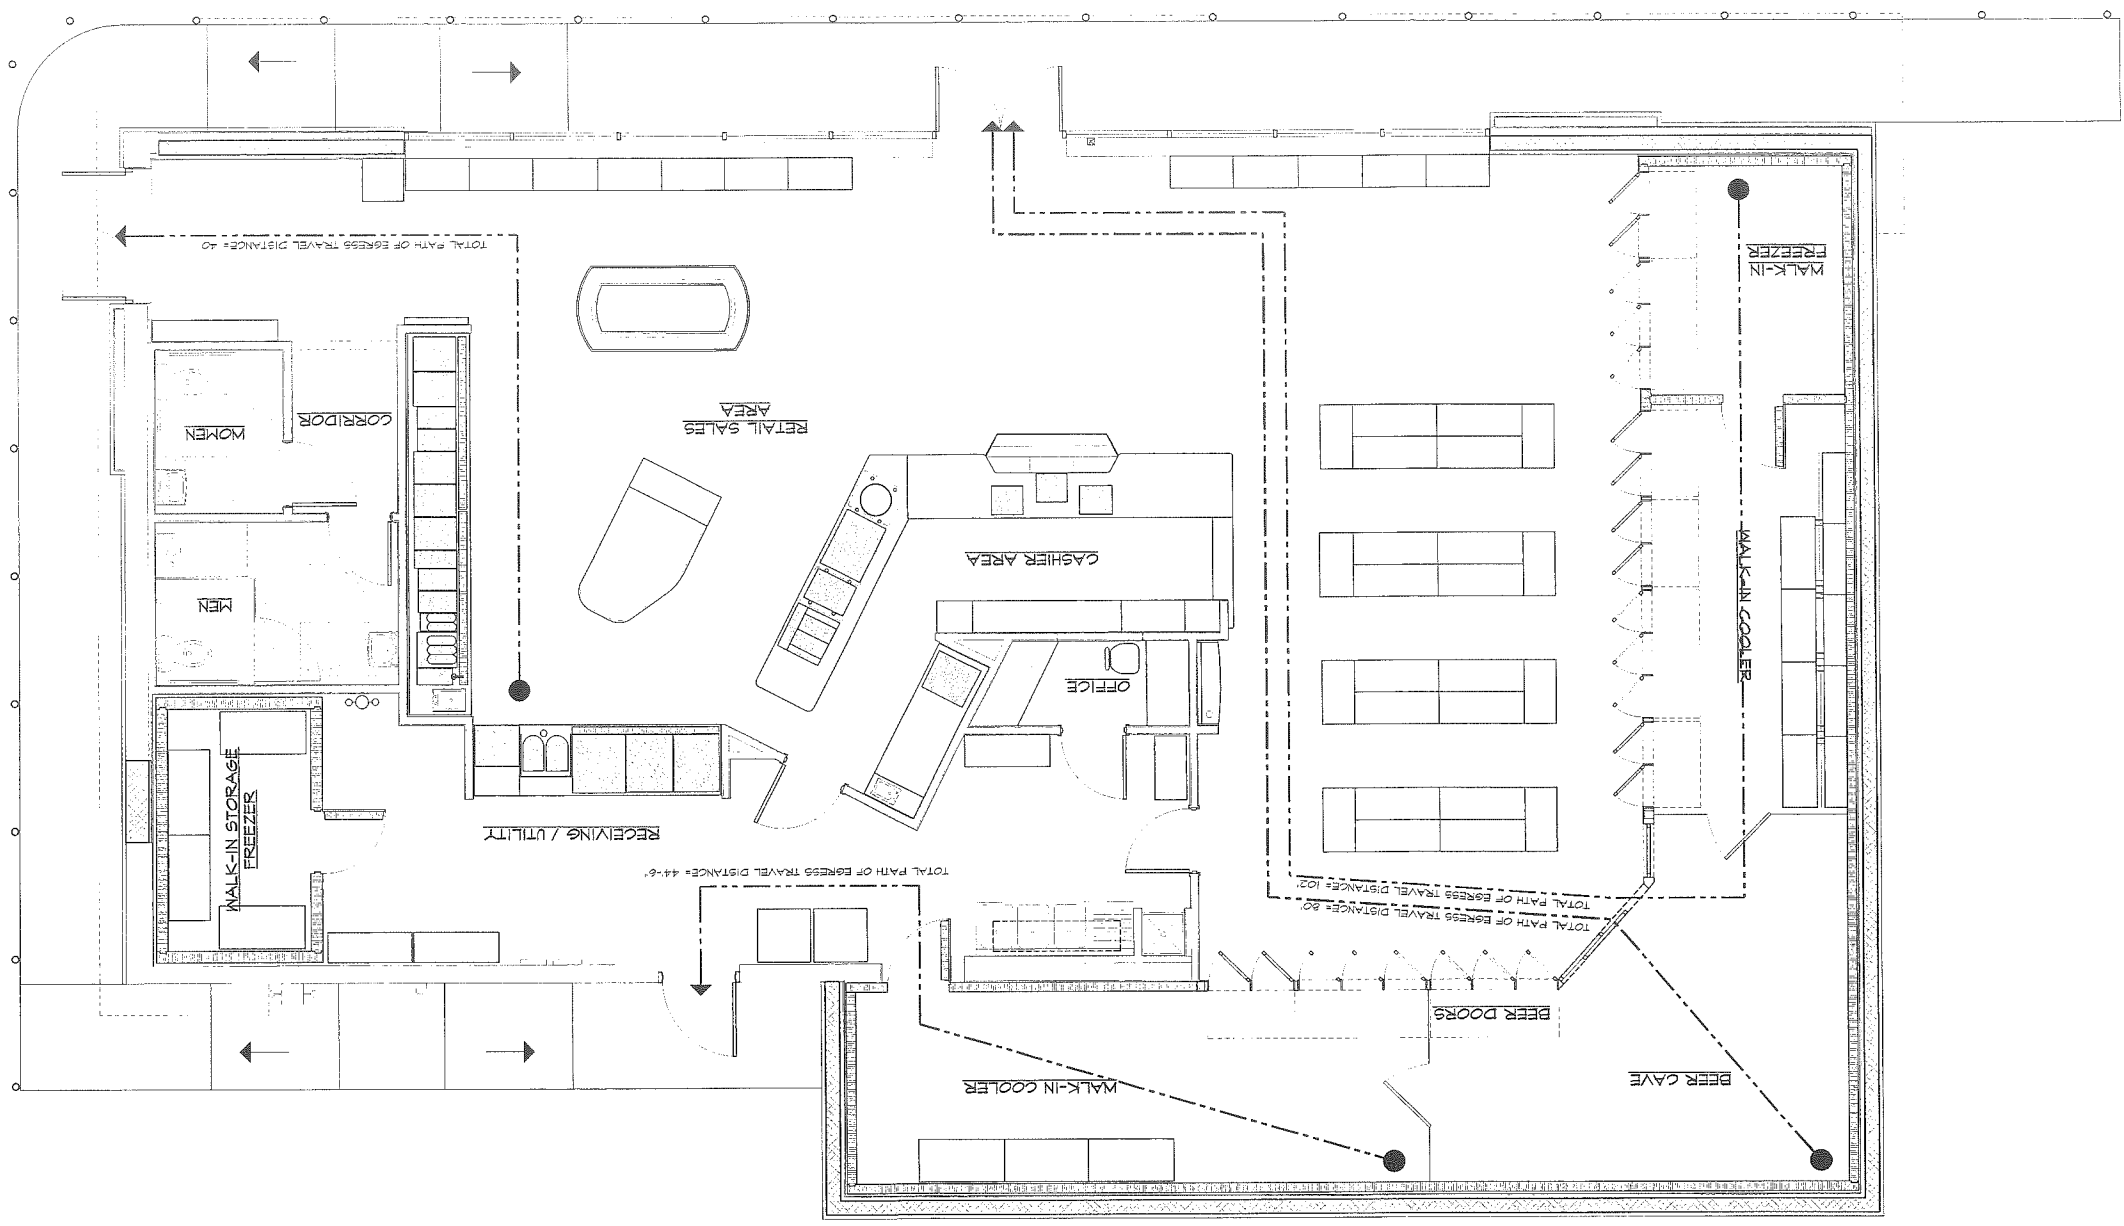 TOTAL PATH OF EGRESS TRAVEL DISTANCE= 40
WALK-IN
FREEZER
WOMEN
CORRIDOR
RETAIL SALES
AREA
CASHIER AREA
WALK-IN COOLER
MEN
OFFICE
WALK-IN STORAGE
FREEZER
RECEIVING / UTILITY
TOTAL PATH OF EGRESS TRAVEL DISTANCE= 44'-6"
TOTAL PATH OF EGRESS TRAVEL DISTANCE= 102'
TOTAL PATH OF EGRESS TRAVEL DISTANCE= 80'
BEER DOORS
WALK-IN COOLER
BEER CAVE